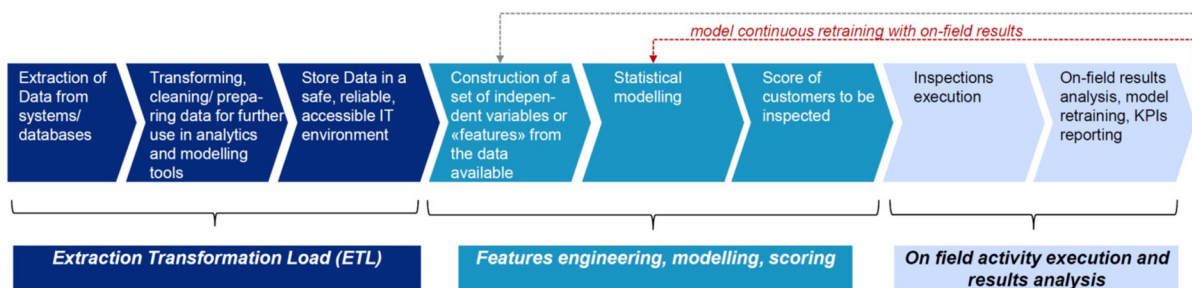 model continuous retraining with on-field results
Extraction of
Data from
systems/
databases
Transforming,
cleaning/ prepa-
ring data for further
use in analytics
and modelling
tools
Store Data in a
safe, reliable,
accessible IT
environment
Construction of a
set of indepen-
dent variables or
«features» from
the data
available
Statistical
modelling
Score of
customers to be
inspected
Inspections
execution
On-field results
analysis, model
retraining, KPIs
reporting
Extraction Transformation Load (ETL)
Features engineering, modelling, scoring
On field activity execution and
results analysis